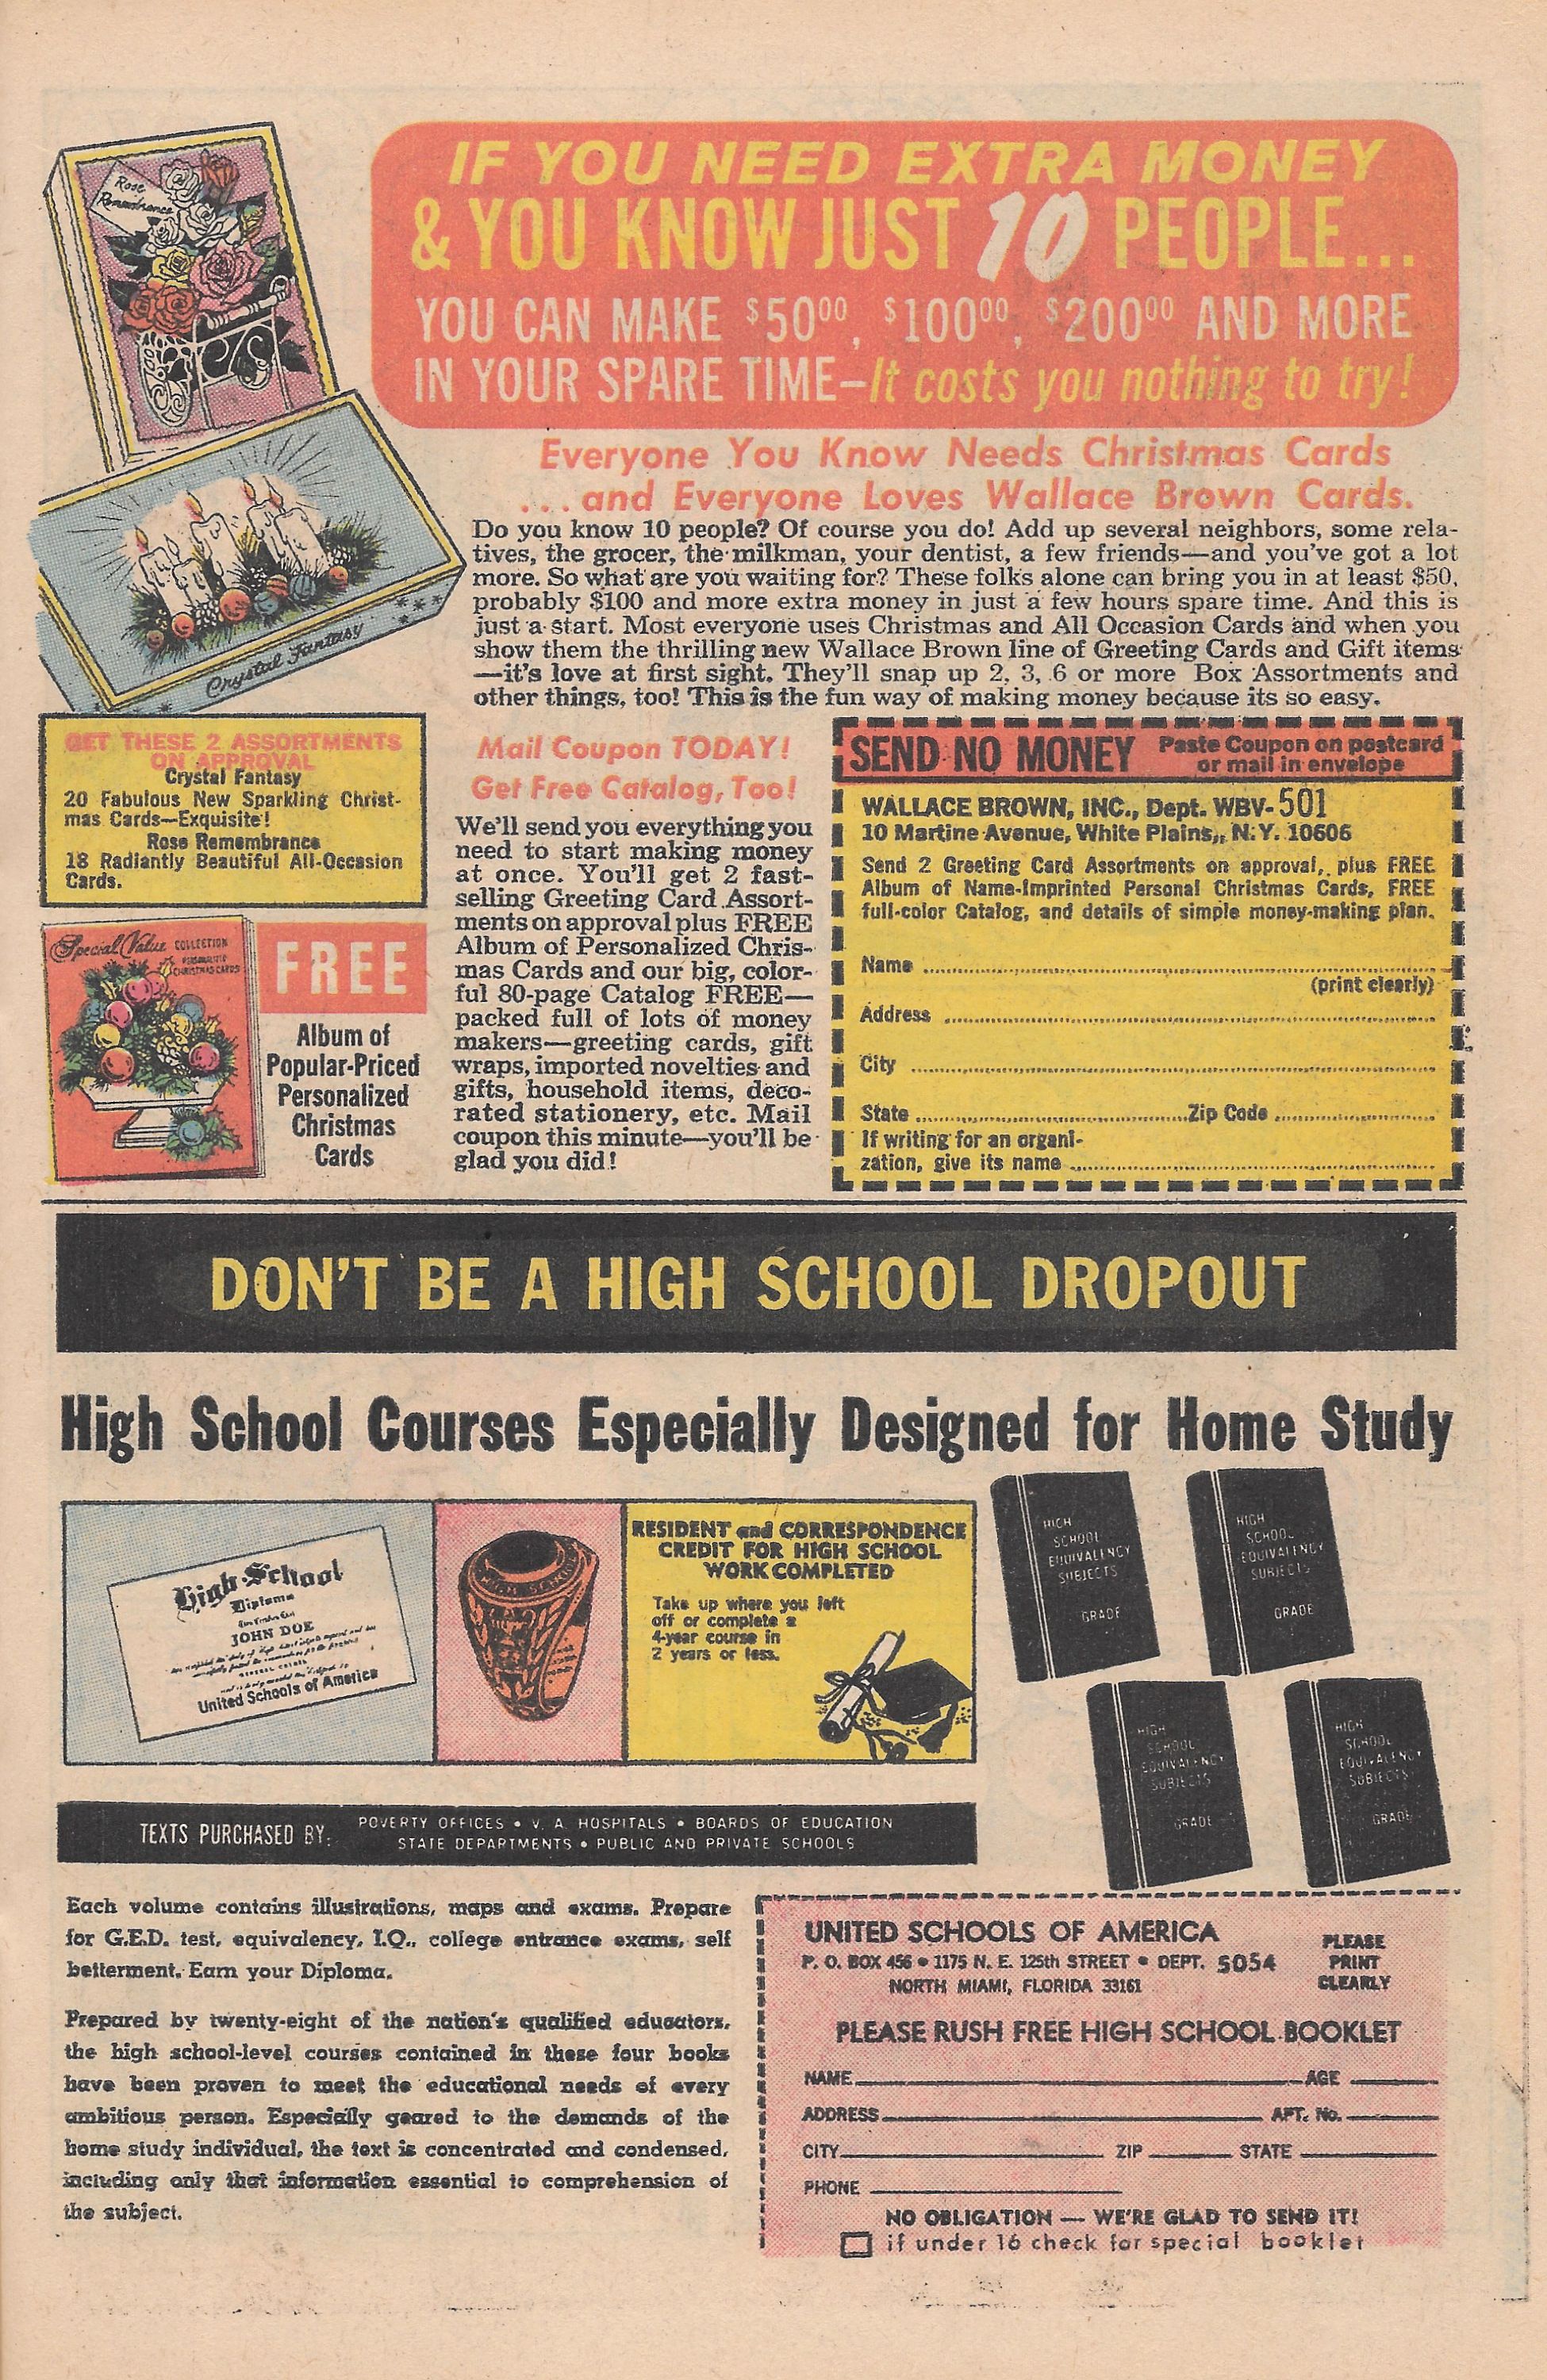 Rose
Remembrance
IF YOU NEED EXTRA MONEY
& YOU KNOW JUST 10 PEOPLE...
YOU CAN MAKE $50⁰⁰, $100⁰⁰, $200⁰⁰ AND MORE
IN YOUR SPARE TIME—It costs you nothing to try!
Everyone You Know Needs Christmas Cards
...and Everyone Loves Wallace Brown Cards.
Crystal Fantasy
Do you know 10 people? Of course you do! Add up several neighbors, some rela-
tives, the grocer, the milkman, your dentist, a few friends—and you've got a lot
more. So what are you waiting for? These folks alone can bring you in at least $50,
probably $100 and more extra money in just a few hours spare time. And this is
just a start. Most everyone uses Christmas and All Occasion Cards and when you
show them the thrilling new Wallace Brown line of Greeting Cards and Gift items
—it's love at first sight. They'll snap up 2, 3, 6 or more Box Assortments and
other things, too! This is the fun way of making money because its so easy.
GET THESE 2 ASSORTMENTS
ON APPROVAL
Crystal Fantasy
20 Fabulous New Sparkling Christ-
mas Cards—Exquisite!
Rose Remembrance
18 Radiantly Beautiful All-Occasion
Cards.
Special Value COLLECTION
PERSONALIZED
CHRISTMAS CARDS
FREE
Album of
Popular-Priced
Personalized
Christmas
Cards
Mail Coupon TODAY!
Get Free Catalog, Too!
We'll send you everything you
need to start making money
at once. You'll get 2 fast-
selling Greeting Card Assort-
ments on approval plus FREE
Album of Personalized Chris-
mas Cards and our big, color-
ful 80-page Catalog FREE—
packed full of lots of money
makers—greeting cards, gift
wraps, imported novelties and
gifts, household items, deco-
rated stationery, etc. Mail
coupon this minute—you'll be
glad you did!
SEND NO MONEY Paste Coupon on postcard
or mail in envelope
WALLACE BROWN, INC., Dept. WBV-501
10 Martine Avenue, White Plains,, N.Y. 10606
Send 2 Greeting Card Assortments on approval, plus FREE
Album of Name-Imprinted Personal Christmas Cards, FREE
full-color Catalog, and details of simple money-making plan.
Name
(print clearly)
Address
City
State Zip Code
If writing for an organi-
zation, give its name
DON'T BE A HIGH SCHOOL DROPOUT
High School Courses Especially Designed for Home Study
High School
Diploma
JOHN DOE
United Schools of America
RESIDENT and CORRESPONDENCE
CREDIT FOR HIGH SCHOOL
WORK COMPLETED
Take up where you left
off or complete a
4-year course in
2 years or less.
HIGH
SCHOOL
EQUIVALENCY
SUBJECTS
GRADE
HIGH
SCHOOL
EQUIVALENCY
SUBJECTS
GRADE
HIGH
SCHOOL
EQUIVALENCY
SUBJECTS
GRADE
HIGH
SCHOOL
EQUIVALENCY
SUBJECTS
GRADE
TEXTS PURCHASED BY: POVERTY OFFICES • V. A. HOSPITALS • BOARDS OF EDUCATION
STATE DEPARTMENTS • PUBLIC AND PRIVATE SCHOOLS
Each volume contains illustrations, maps and exams. Prepare
for G.E.D. test, equivalency, I.Q., college entrance exams, self
betterment. Earn your Diploma.
Prepared by twenty-eight of the nation's qualified educators,
the high school-level courses contained in these four books
have been proven to meet the educational needs of every
ambitious person. Especially geared to the demands of the
home study individual, the text is concentrated and condensed,
including only that information essential to comprehension of
the subject.
UNITED SCHOOLS OF AMERICA
P. O. BOX 456 • 1175 N. E. 125th STREET • DEPT. 5054
NORTH MIAMI, FLORIDA 33161
PLEASE
PRINT
CLEARLY
PLEASE RUSH FREE HIGH SCHOOL BOOKLET
NAME AGE
ADDRESS APT. No.
CITY ZIP STATE
PHONE
NO OBLIGATION — WE'RE GLAD TO SEND IT!
if under 16 check for special booklet